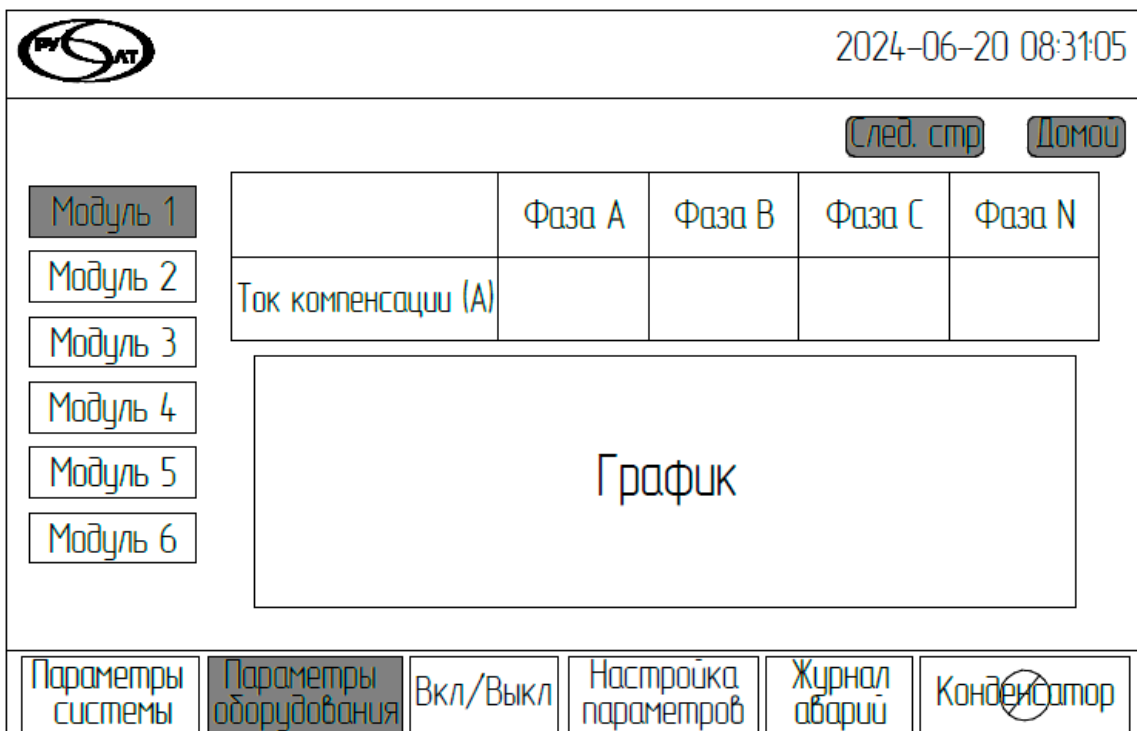 РУ ЛТ
2024-06-20 08:31:05
След. стр
Домой
Модуль 1
Модуль 2
Модуль 3
Модуль 4
Модуль 5
Модуль 6
Фаза A Фаза B Фаза C Фаза N
Ток компенсации (А)
График
Параметры
системы
Параметры
оборудования
Вкл/Выкл
Настройка
параметров
Журнал
аварий
Конденсатор